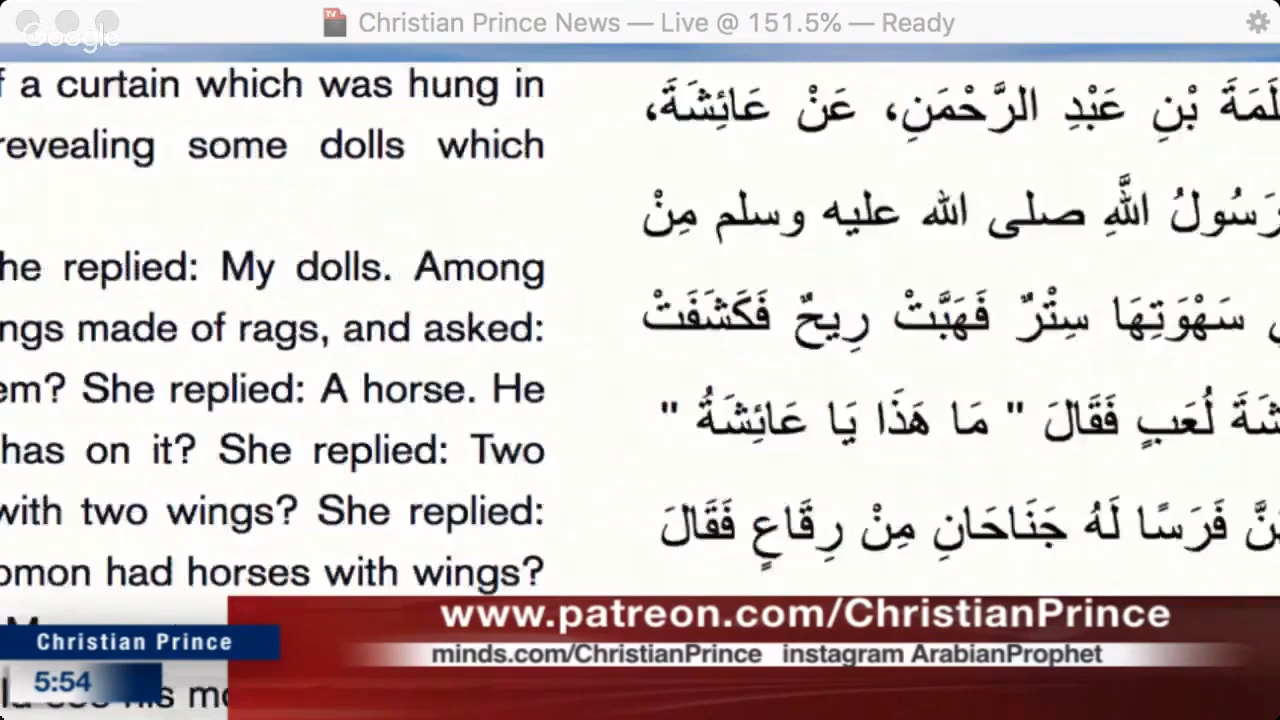 Christian Prince News — Live @ 151.5% — Ready
Google
f a curtain which was hung in
revealing some dolls which
he replied: My dolls. Among
ngs made of rags, and asked:
em? She replied: A horse. He
has on it? She replied: Two
with two wings? She replied:
omon had horses with wings?
لَمَةَ بْنِ عَبْدِ الرَّحْمَنِ، عَنْ عَائِشَةَ،
رَسُولُ اللَّهِ صلى الله عليه وسلم مِنْ
سَهْوَتِهَا سِتْرٌ فَهَبَّتْ رِيحٌ فَكَشَفَتْ
شَةَ لُعَبٍ فَقَالَ " مَا هَذَا يَا عَائِشَةُ "
نَّ فَرَسًا لَهُ جَنَاحَانِ مِنْ رِقَاعٍ فَقَالَ
www.patreon.com/ChristianPrince
Christian Prince
minds.com/ChristianPrince instagram ArabianProphet
5:54